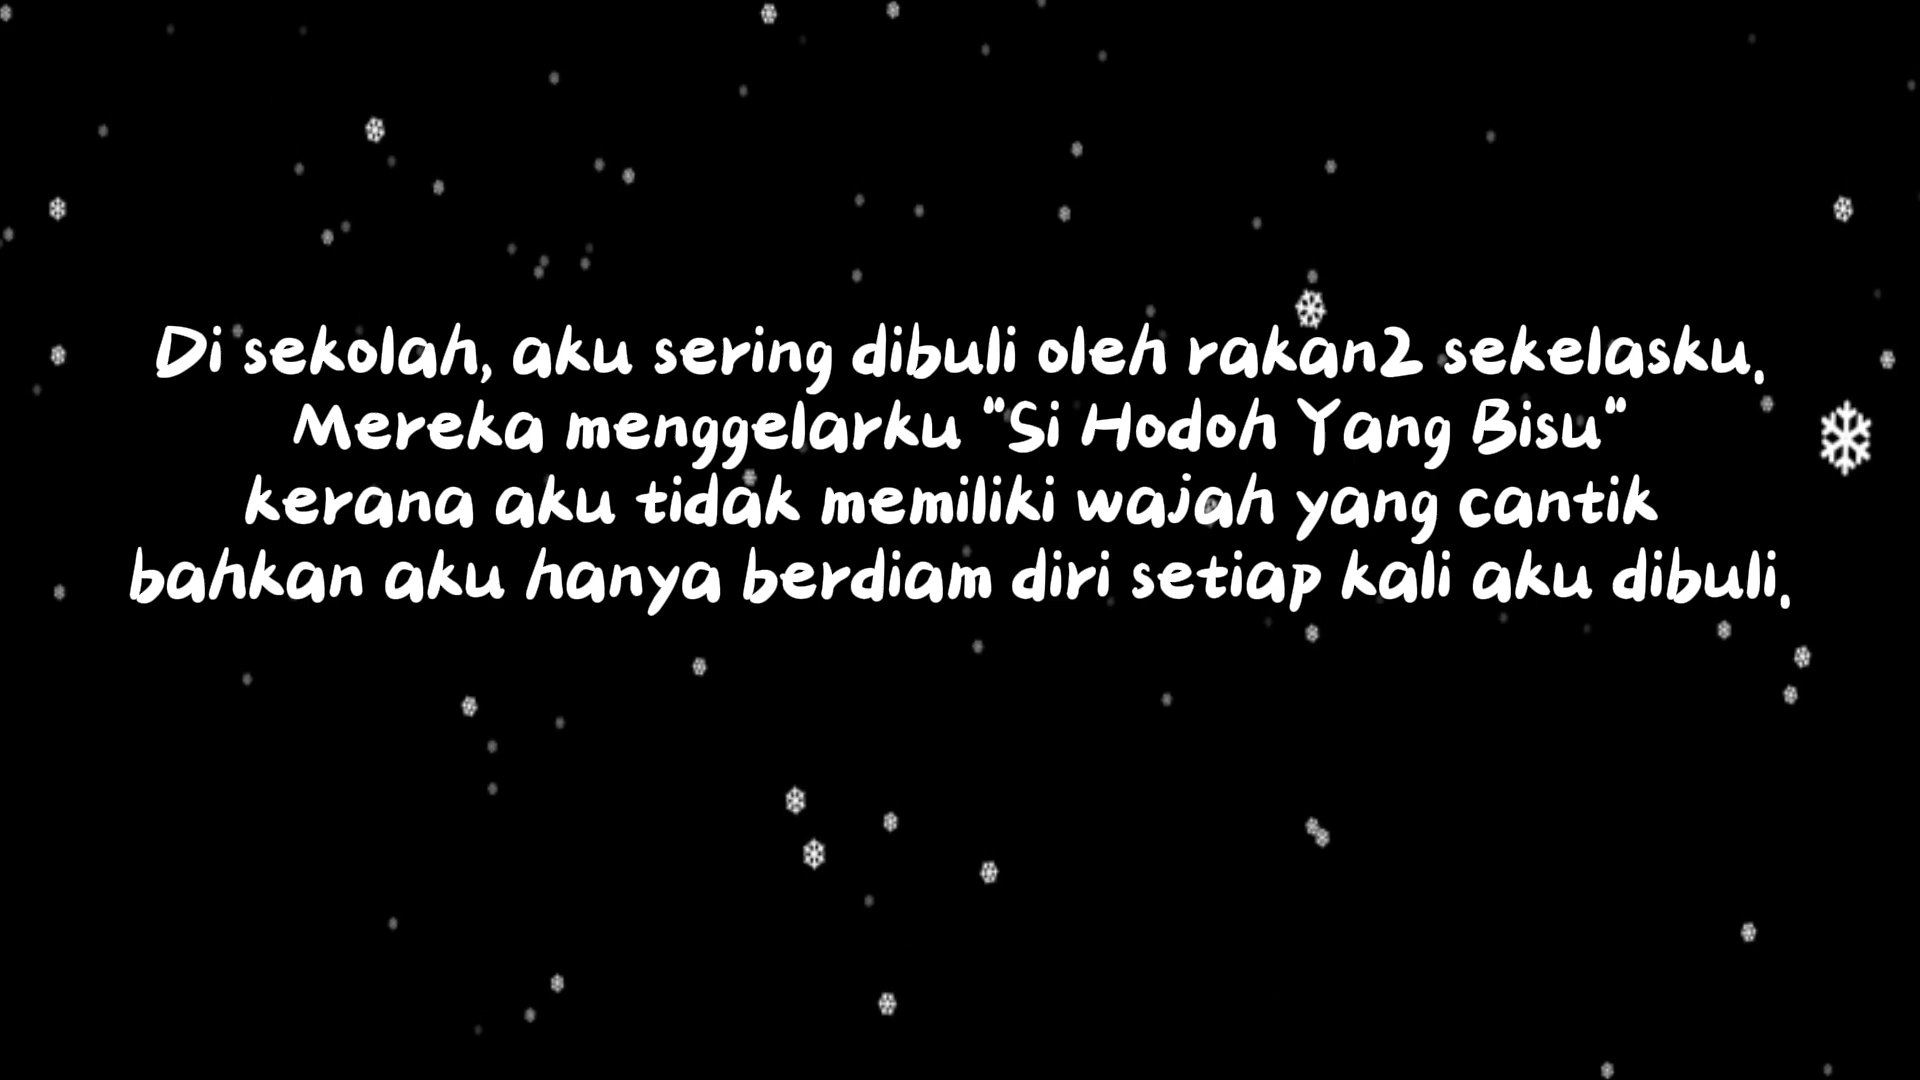 Di sekolah, aku sering dibuli oleh rakan2 sekelasku.
Mereka menggelarku "Si Hodoh Yang Bisu"
kerana aku tidak memiliki wajah yang cantik
bahkan aku hanya berdiam diri setiap kali aku dibuli.